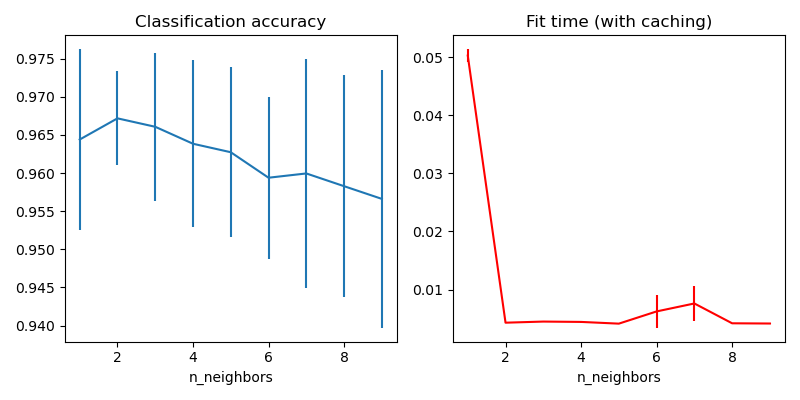 Classification accuracy
0.975
0.970
0.965
0.960
0.955
0.950
0.945
0.940
2 4 6 8
n_neighbors
Fit time (with caching)
0.05
0.04
0.03
0.02
0.01
2 4 6 8
n_neighbors